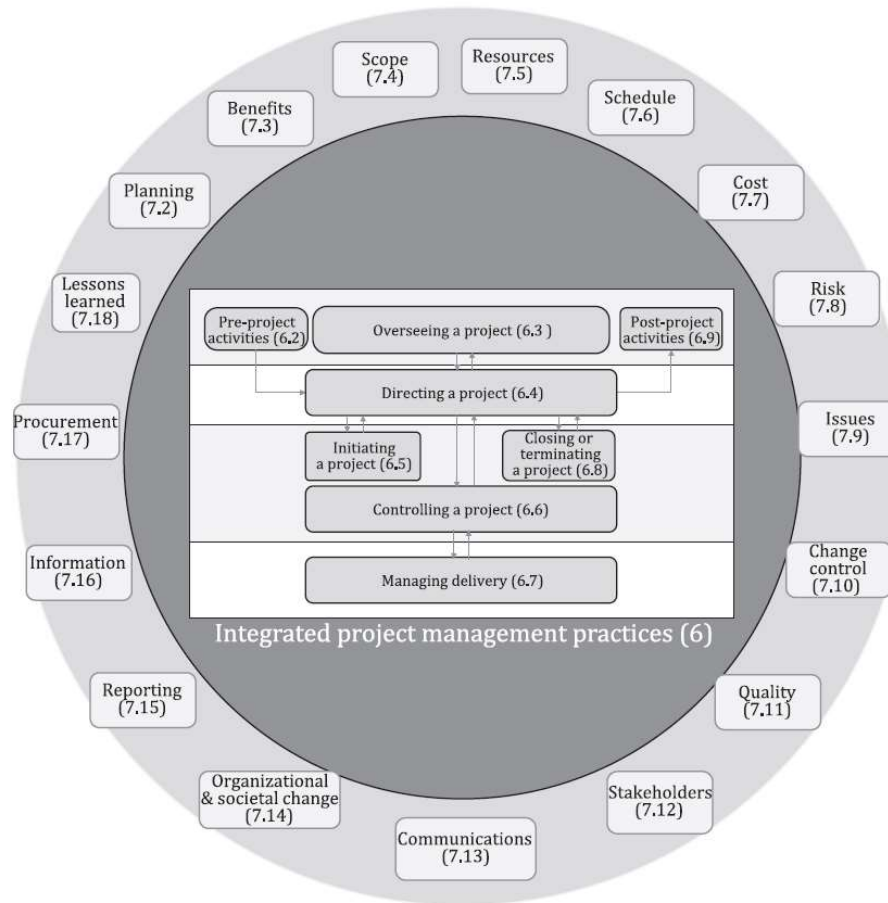 Scope
(7.4)
Resources
(7.5)
Schedule
(7.6)
Benefits
(7.3)
Cost
(7.7)
Planning
(7.2)
Risk
(7.8)
Lessons
learned
(7.18)
Issues
(7.9)
Procurement
(7.17)
Change
control
(7.10)
Information
(7.16)
Quality
(7.11)
Reporting
(7.15)
Stakeholders
(7.12)
Organizational
& societal change
(7.14)
Communications
(7.13)
Pre-project
activities (6.2)
Overseeing a project (6.3 )
Post-project
activities (6.9)
Directing a project (6.4)
Initiating
a project (6.5)
Closing or
terminating
a project (6.8)
Controlling a project (6.6)
Managing delivery (6.7)
Integrated project management practices (6)